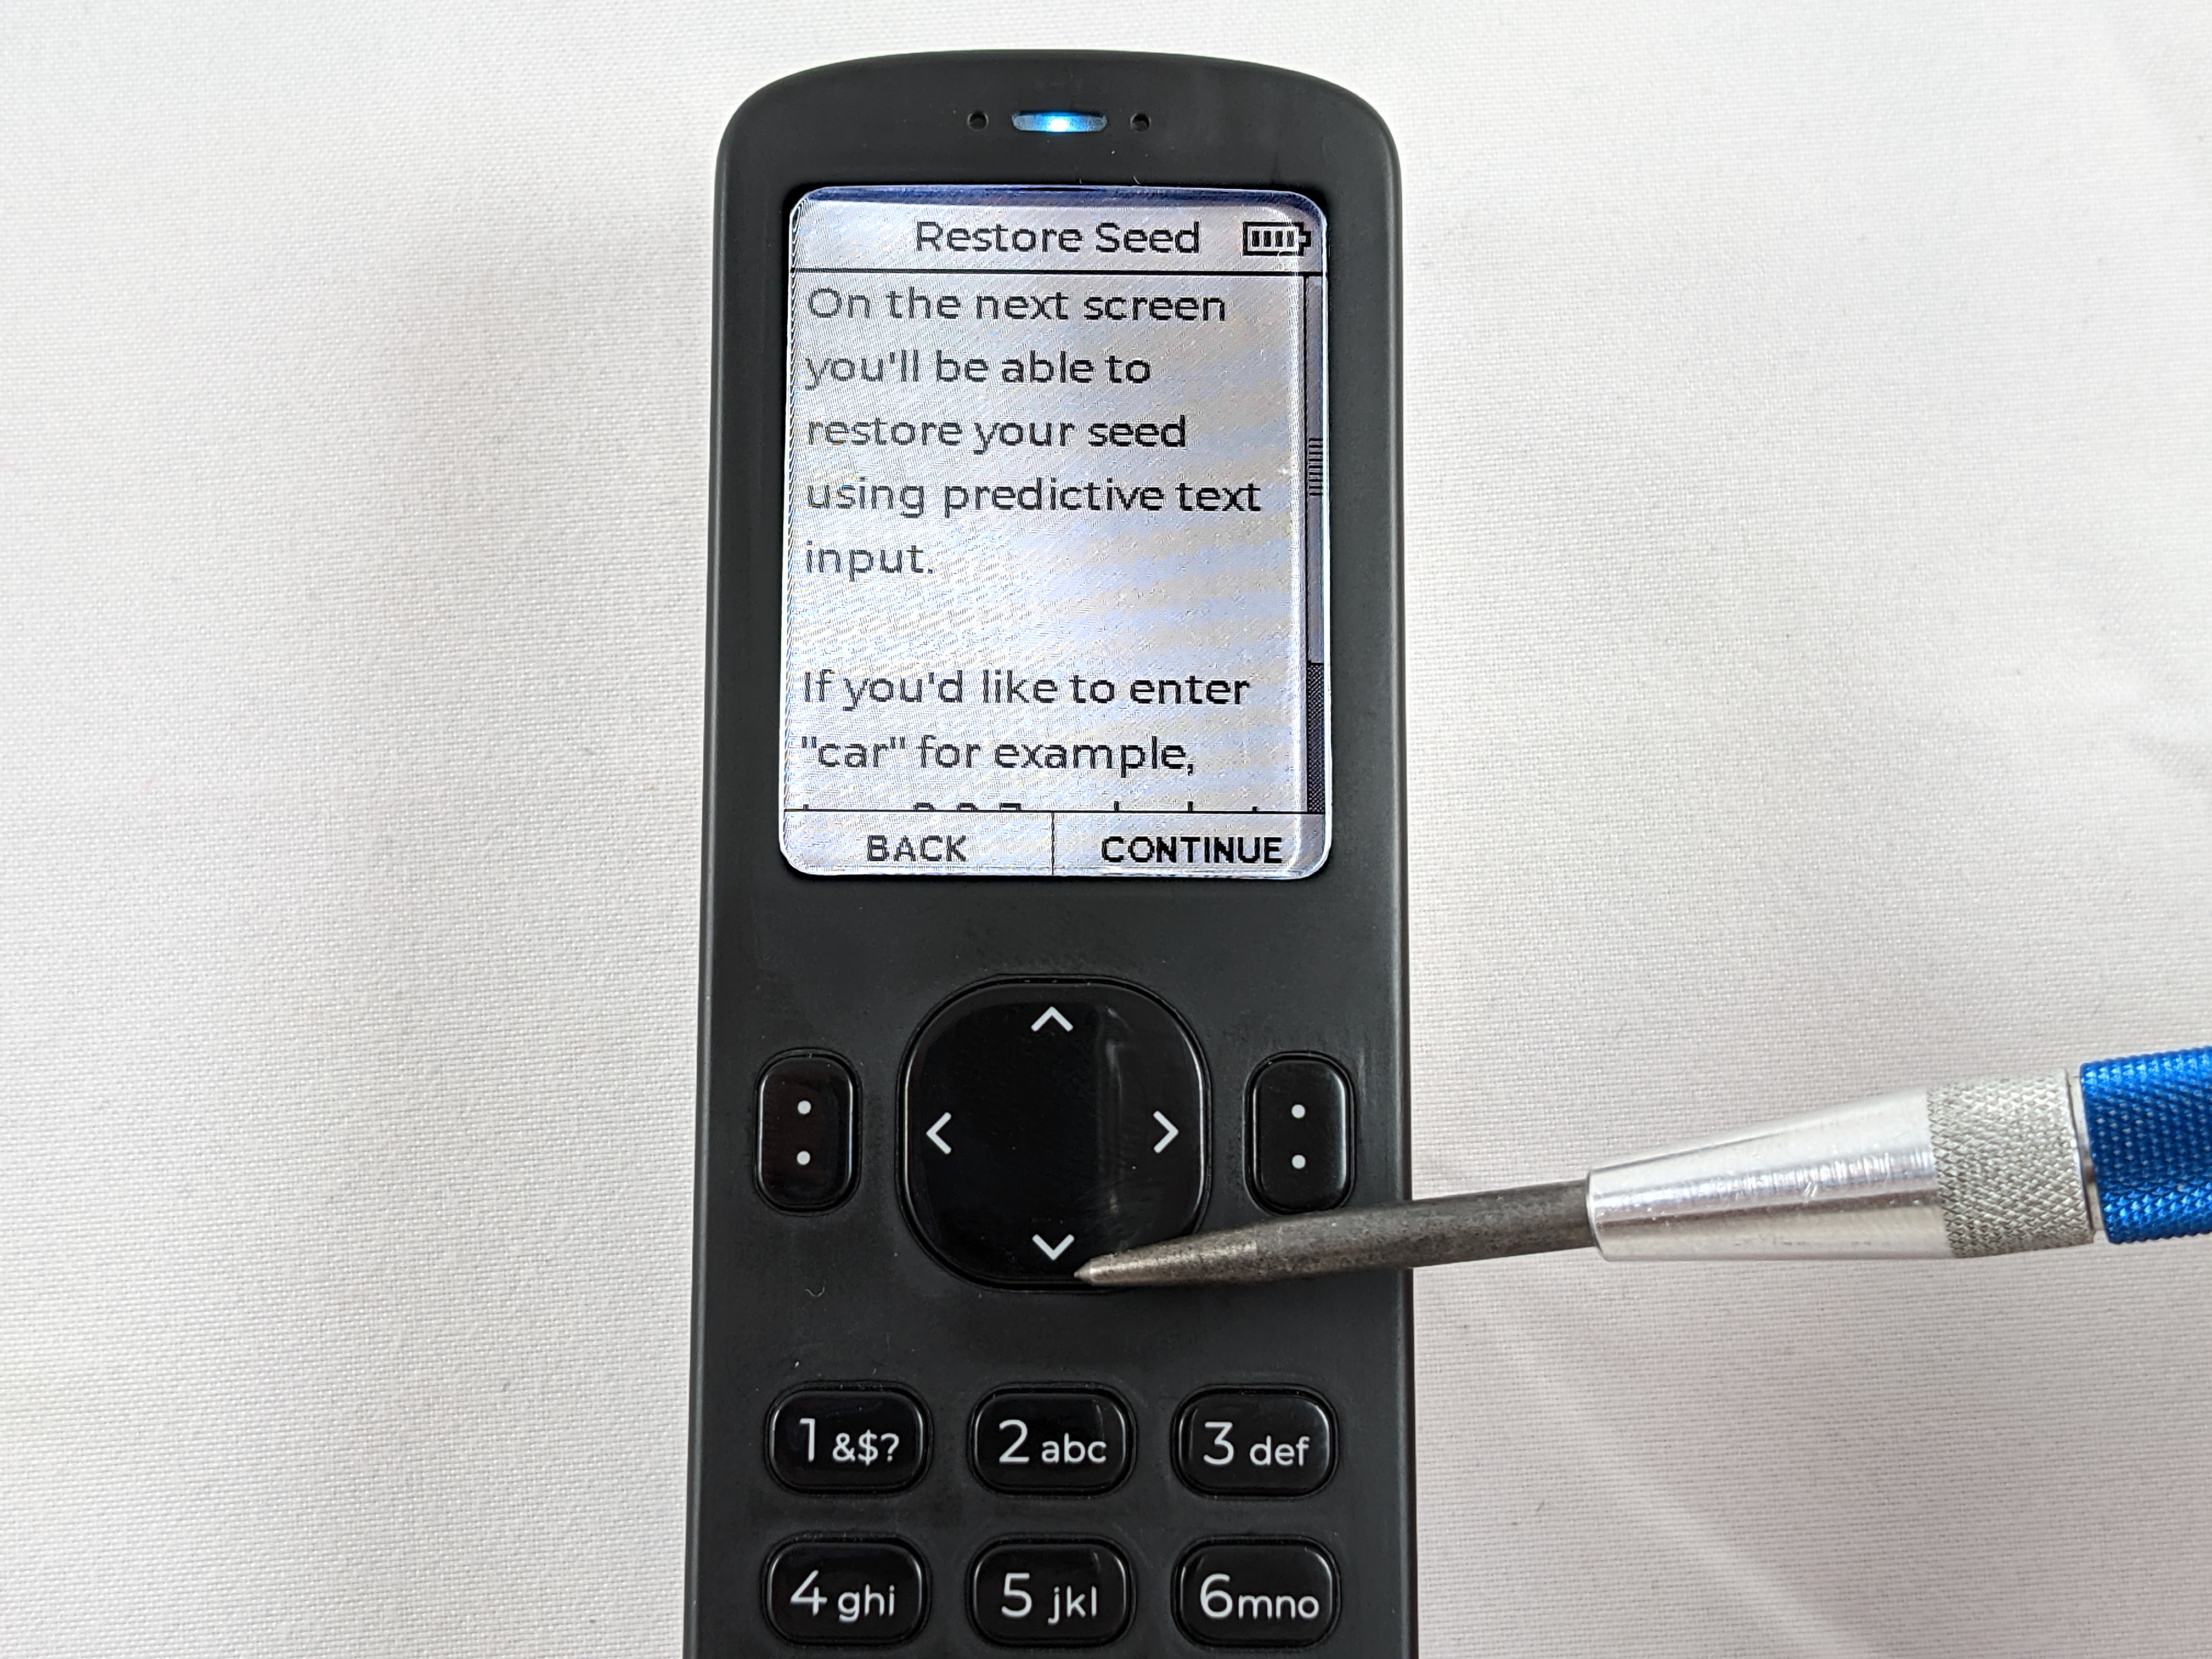 Restore Seed
On the next screen
you'll be able to
restore your seed
using predictive text
input.
If you'd like to enter
"car" for example,
BACK CONTINUE
1 &$? 2 abc 3 def
4 ghi 5 jkl 6 mno